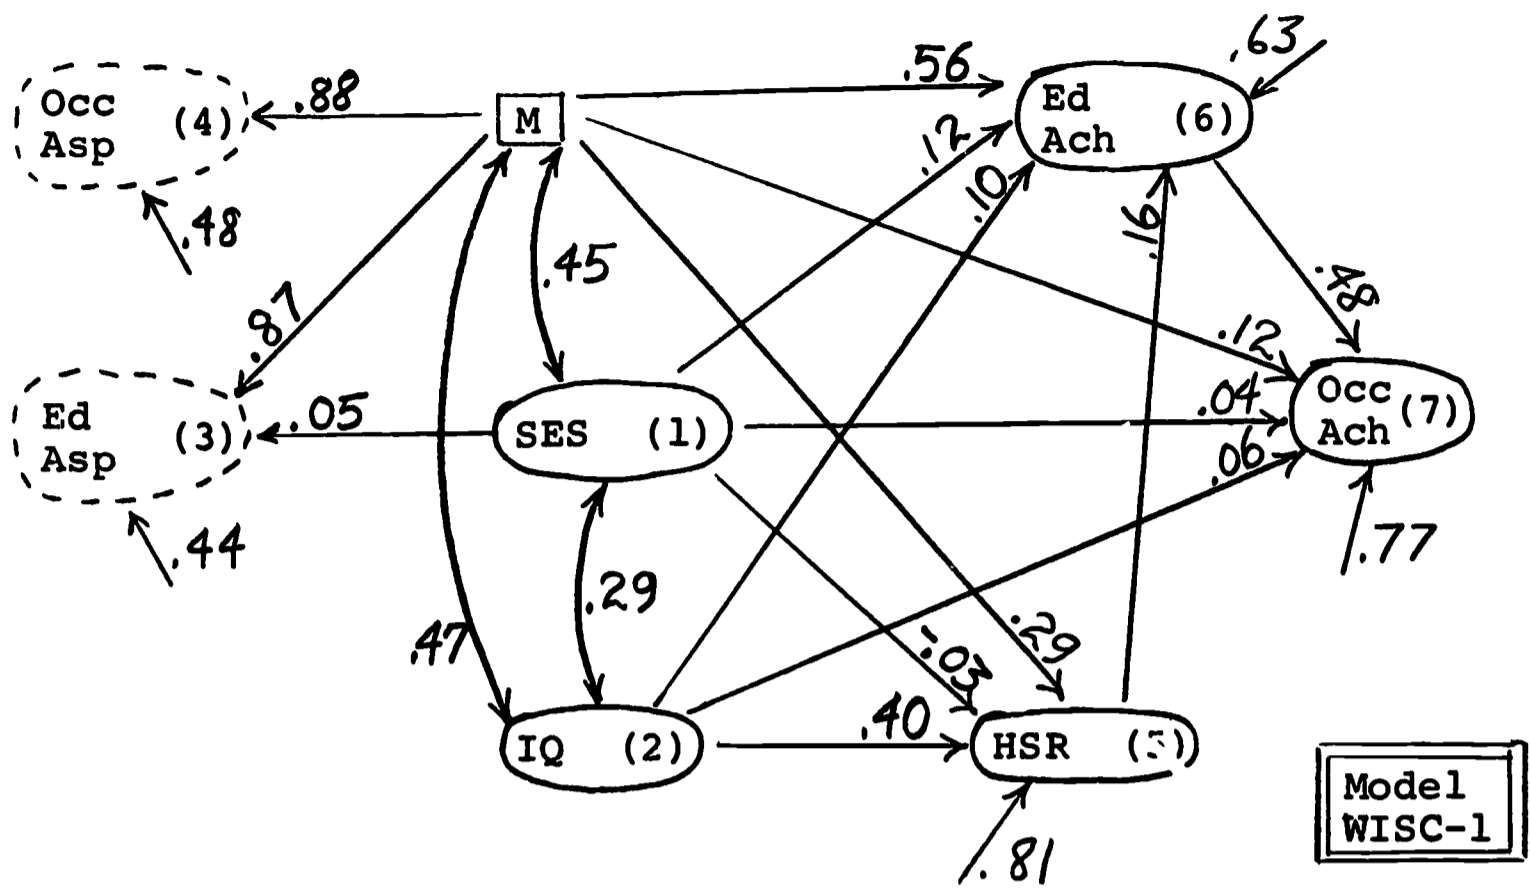 Occ
Asp
(4)
.88
.48
M
.56
.12
.10
.63
Ed
Ach
(6)
.87
.45
.16
.48
.12
Ed
Asp
(3)
.05
.44
SES (1)
.04
.06
Occ
Ach
(7)
.77
.29
.47
-.03
.29
IQ (2)
.40
HSR (5)
.81
Model
WISC-1